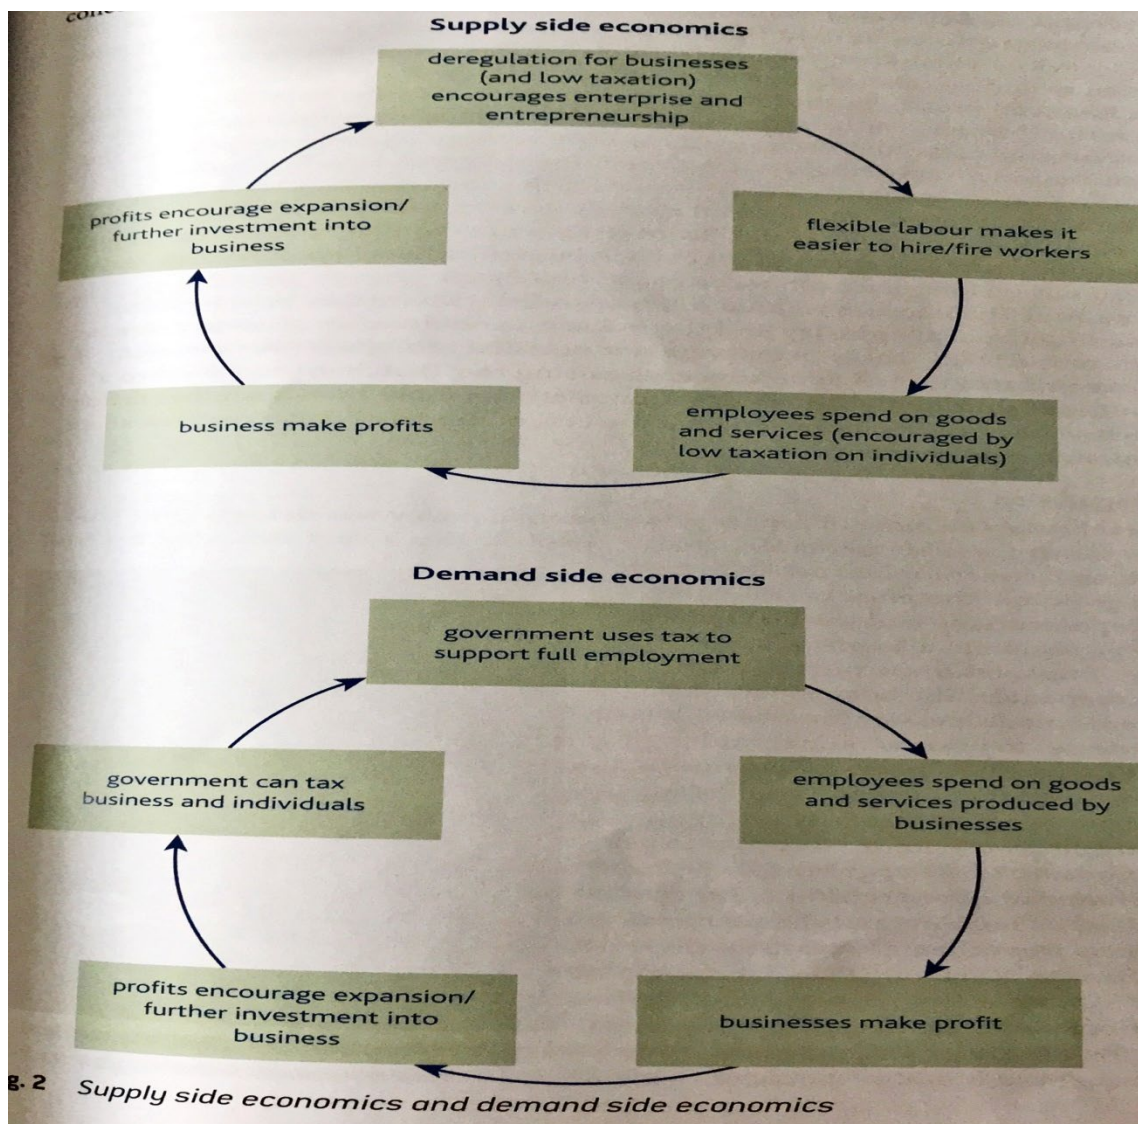 Supply side economics
deregulation for businesses
(and low taxation)
encourages enterprise and
entrepreneurship
flexible labour makes it
easier to hire/fire workers
employees spend on goods
and services (encouraged by
low taxation on individuals)
business make profits
profits encourage expansion/
further investment into
business
Demand side economics
government uses tax to
support full employment
employees spend on goods
and services produced by
businesses
businesses make profit
profits encourage expansion/
further investment into
business
government can tax
business and individuals
g. 2 Supply side economics and demand side economics